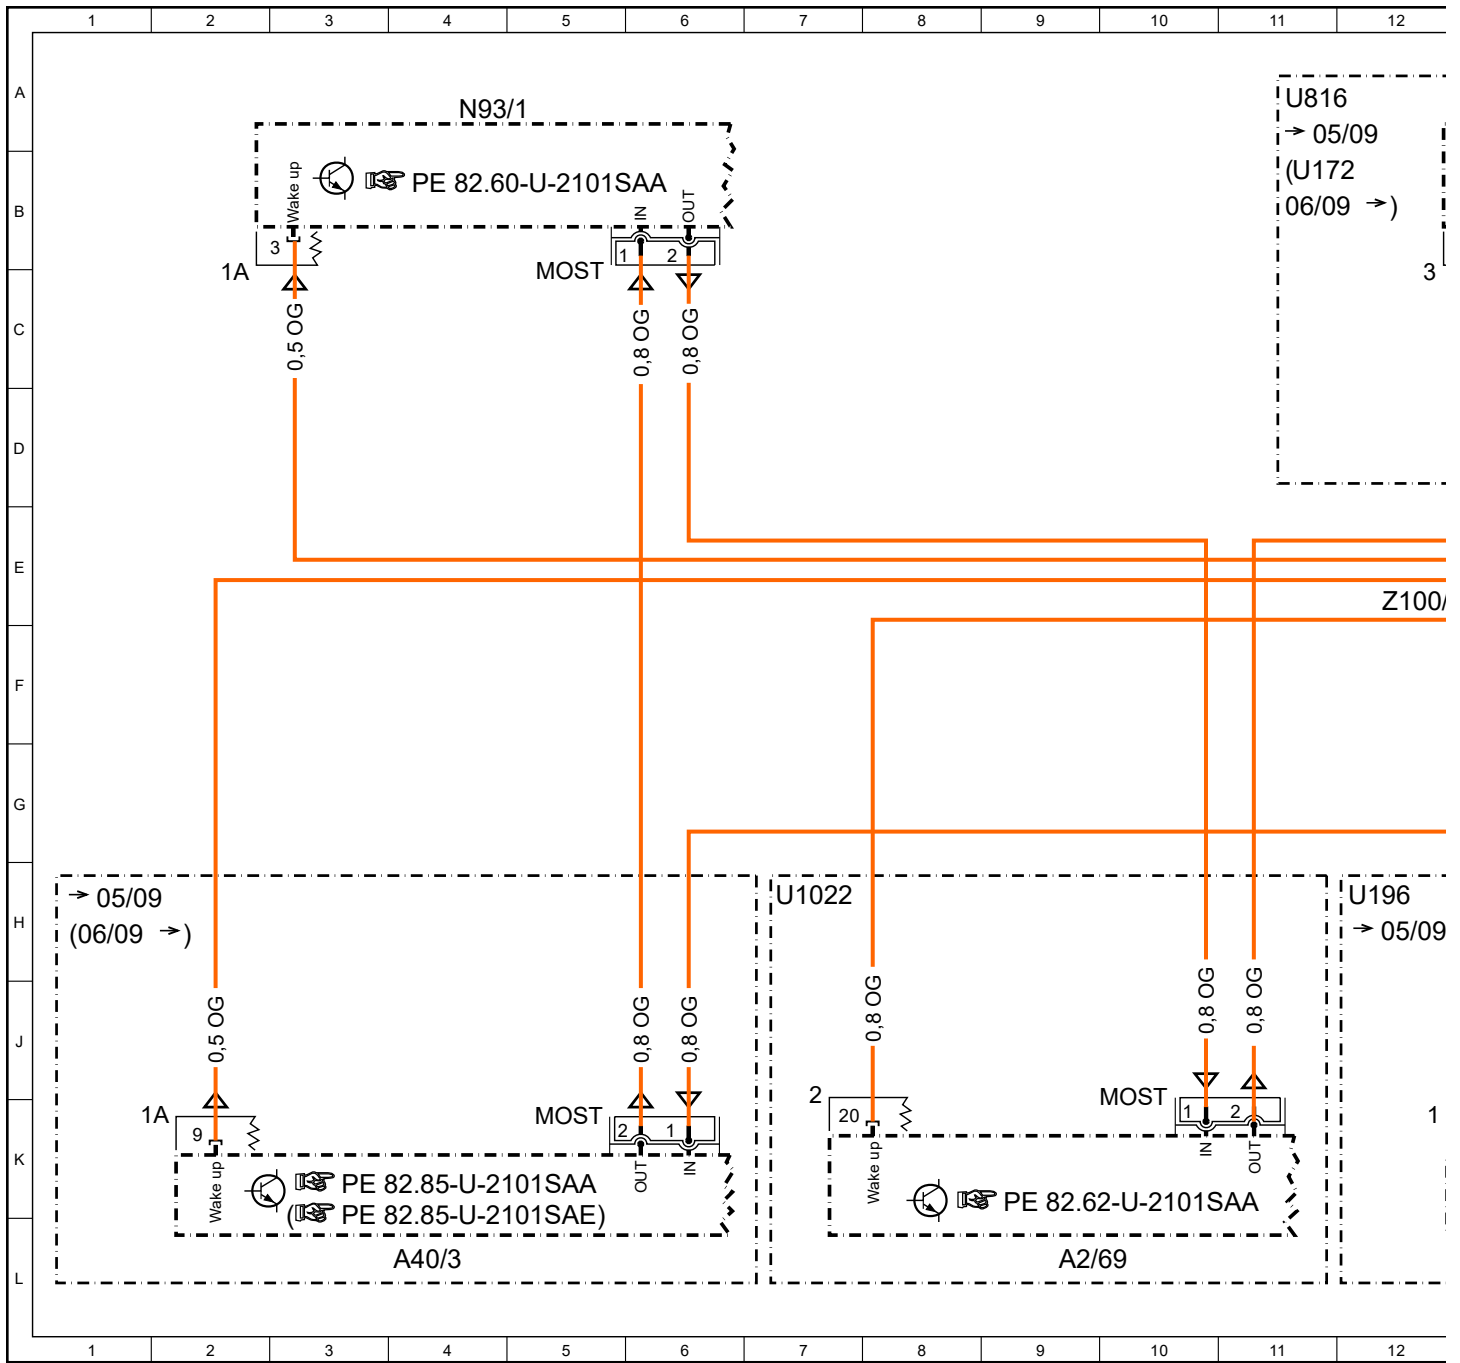 1 2 3 4 5 6 7 8 9 10 11 12
A
N93/1
U816
→ 05/09
(U172
06/09 →)
Wake up
PE 82.60-U-2101SAA
IN
OUT
B
3
1
2
1A
MOST
3
0,5 OG
0,8 OG
0,8 OG
C
D
E
Z100/
F
G
→ 05/09
(06/09 →)
U1022
U196
→ 05/09
H
0,5 OG
0,8 OG
0,8 OG
0,8 OG
0,8 OG
0,8 OG
J
1A
MOST
2
MOST
1
9
2
1
20
1
2
K
Wake up
PE 82.85-U-2101SAA
(PE 82.85-U-2101SAE)
OUT
IN
Wake up
PE 82.62-U-2101SAA
IN
OUT
A40/3
A2/69
L
1 2 3 4 5 6 7 8 9 10 11 12